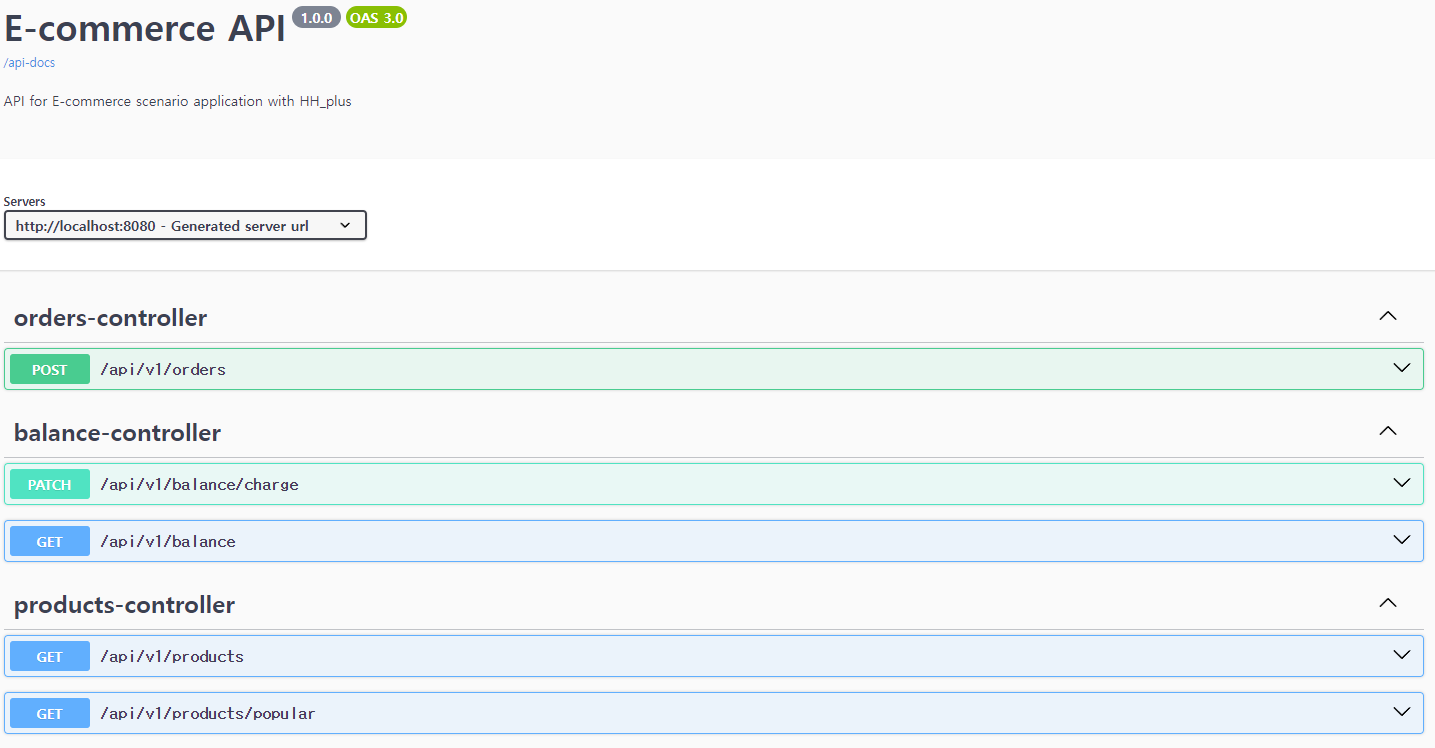 E-commerce API 1.0.0 OAS 3.0
/api-docs
API for E-commerce scenario application with HH_plus
Servers
http://localhost:8080 - Generated server url
orders-controller
POST /api/v1/orders
balance-controller
PATCH /api/v1/balance/charge
GET /api/v1/balance
products-controller
GET /api/v1/products
GET /api/v1/products/popular